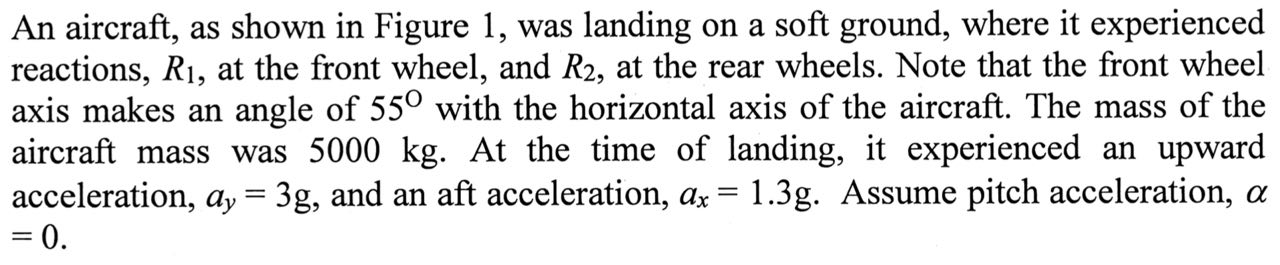 An aircraft, as shown in Figure 1, was landing on a soft ground, where it experienced
reactions, R1, at the front wheel, and R2, at the rear wheels. Note that the front wheel
axis makes an angle of 55O with the horizontal axis of the aircraft. The mass of the
aircraft mass was 5000 kg. At the time of landing, it experienced an upward
acceleration, ay = 3g, and an aft acceleration, ax = 1.3g. Assume pitch acceleration, α
= 0.